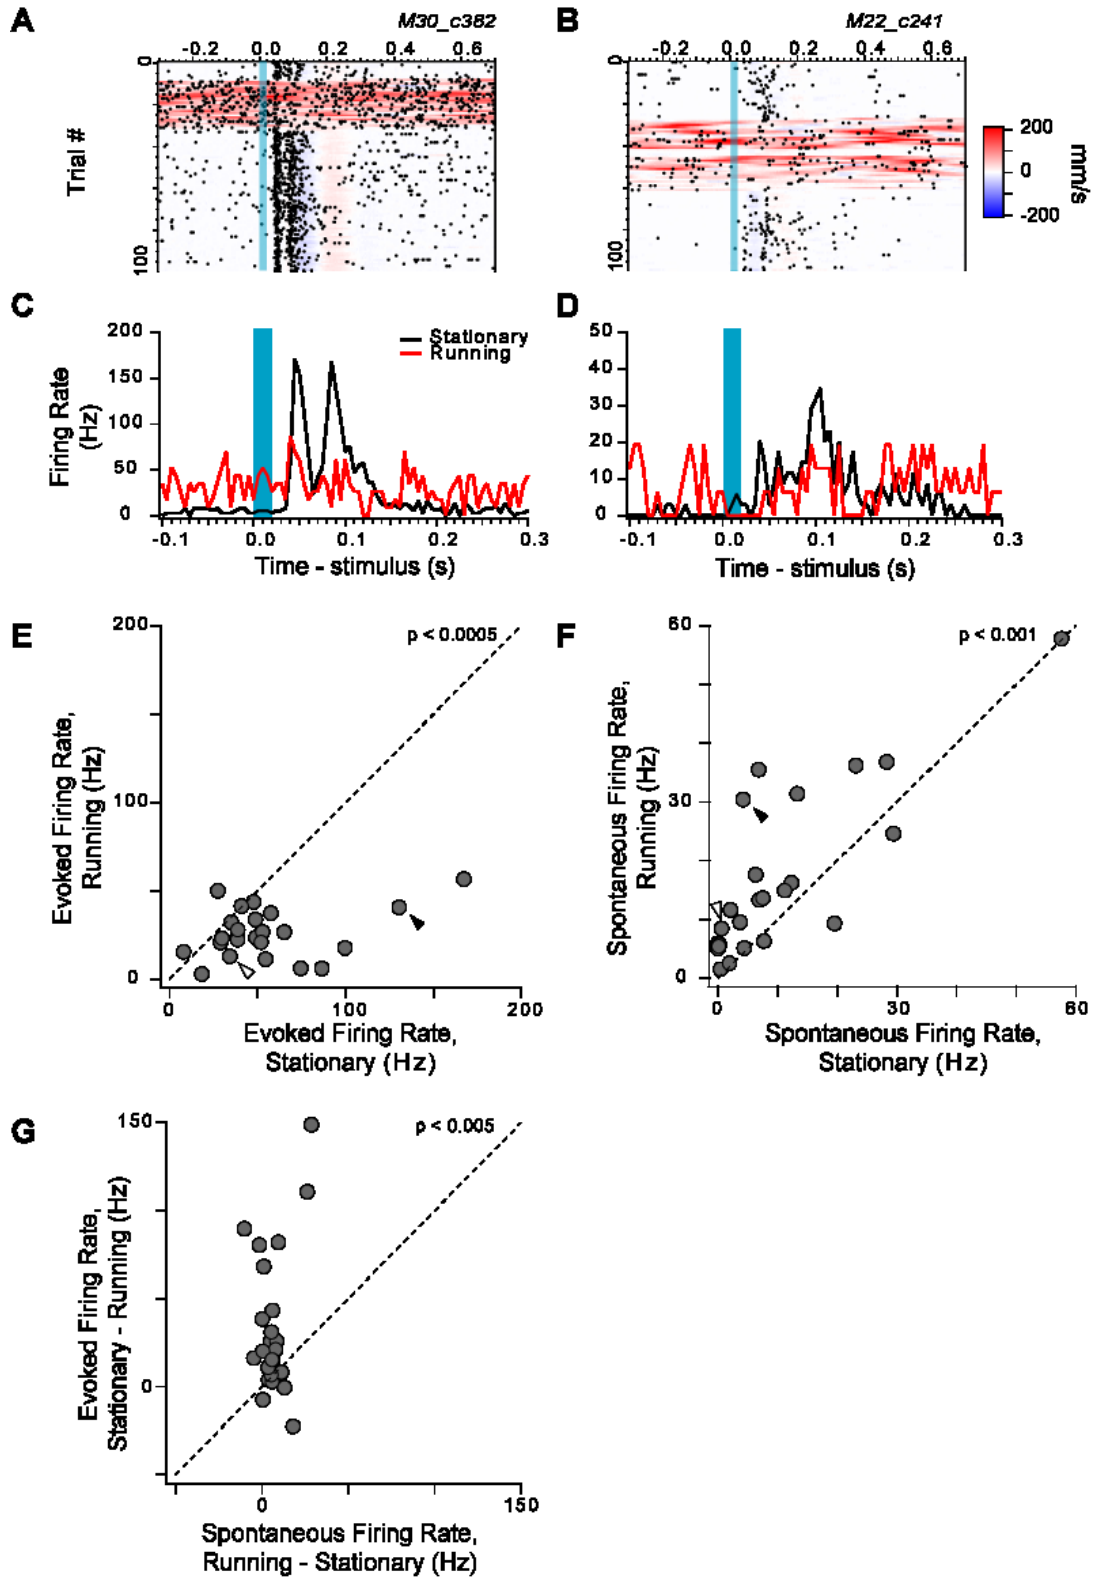 A
M30_c382
-0.2 0.0 0.2 0.4 0.6
0
Trial #
100
B
M22_c241
-0.2 0.0 0.2 0.4 0.6
0
100
200
0
-200
mm/s
C
200
150
100
50
0
Firing Rate
(Hz)
Stationary
Running
-0.1 0.0 0.1 0.2 0.3
Time - stimulus (s)
D
50
40
30
20
10
0
-0.1 0.0 0.1 0.2 0.3
Time - stimulus (s)
E
200
100
0
p < 0.0005
Evoked Firing Rate,
Running (Hz)
0 100 200
Evoked Firing Rate,
Stationary (Hz)
F
60
30
0
p < 0.001
Spontaneous Firing Rate,
Running (Hz)
0 30 60
Spontaneous Firing Rate,
Stationary (Hz)
G
150
0
p < 0.005
Evoked Firing Rate,
Stationary - Running (Hz)
0 150
Spontaneous Firing Rate,
Running - Stationary (Hz)